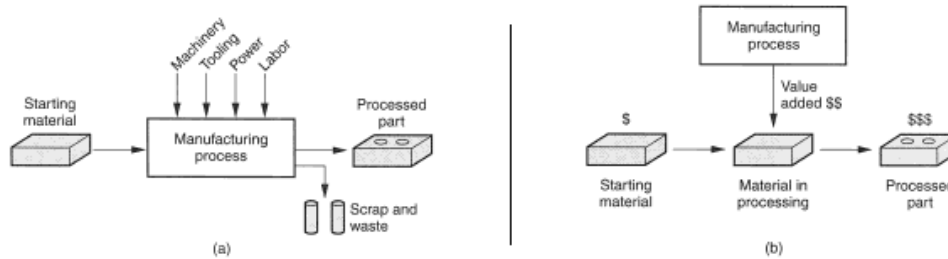 Machinery
Tooling
Power
Labor
Starting
material
Manufacturing
process
Processed
part
Scrap and
waste
(a)
Manufacturing
process
Value
added $$
$
$$$
Starting
material
Material in
processing
Processed
part
(b)